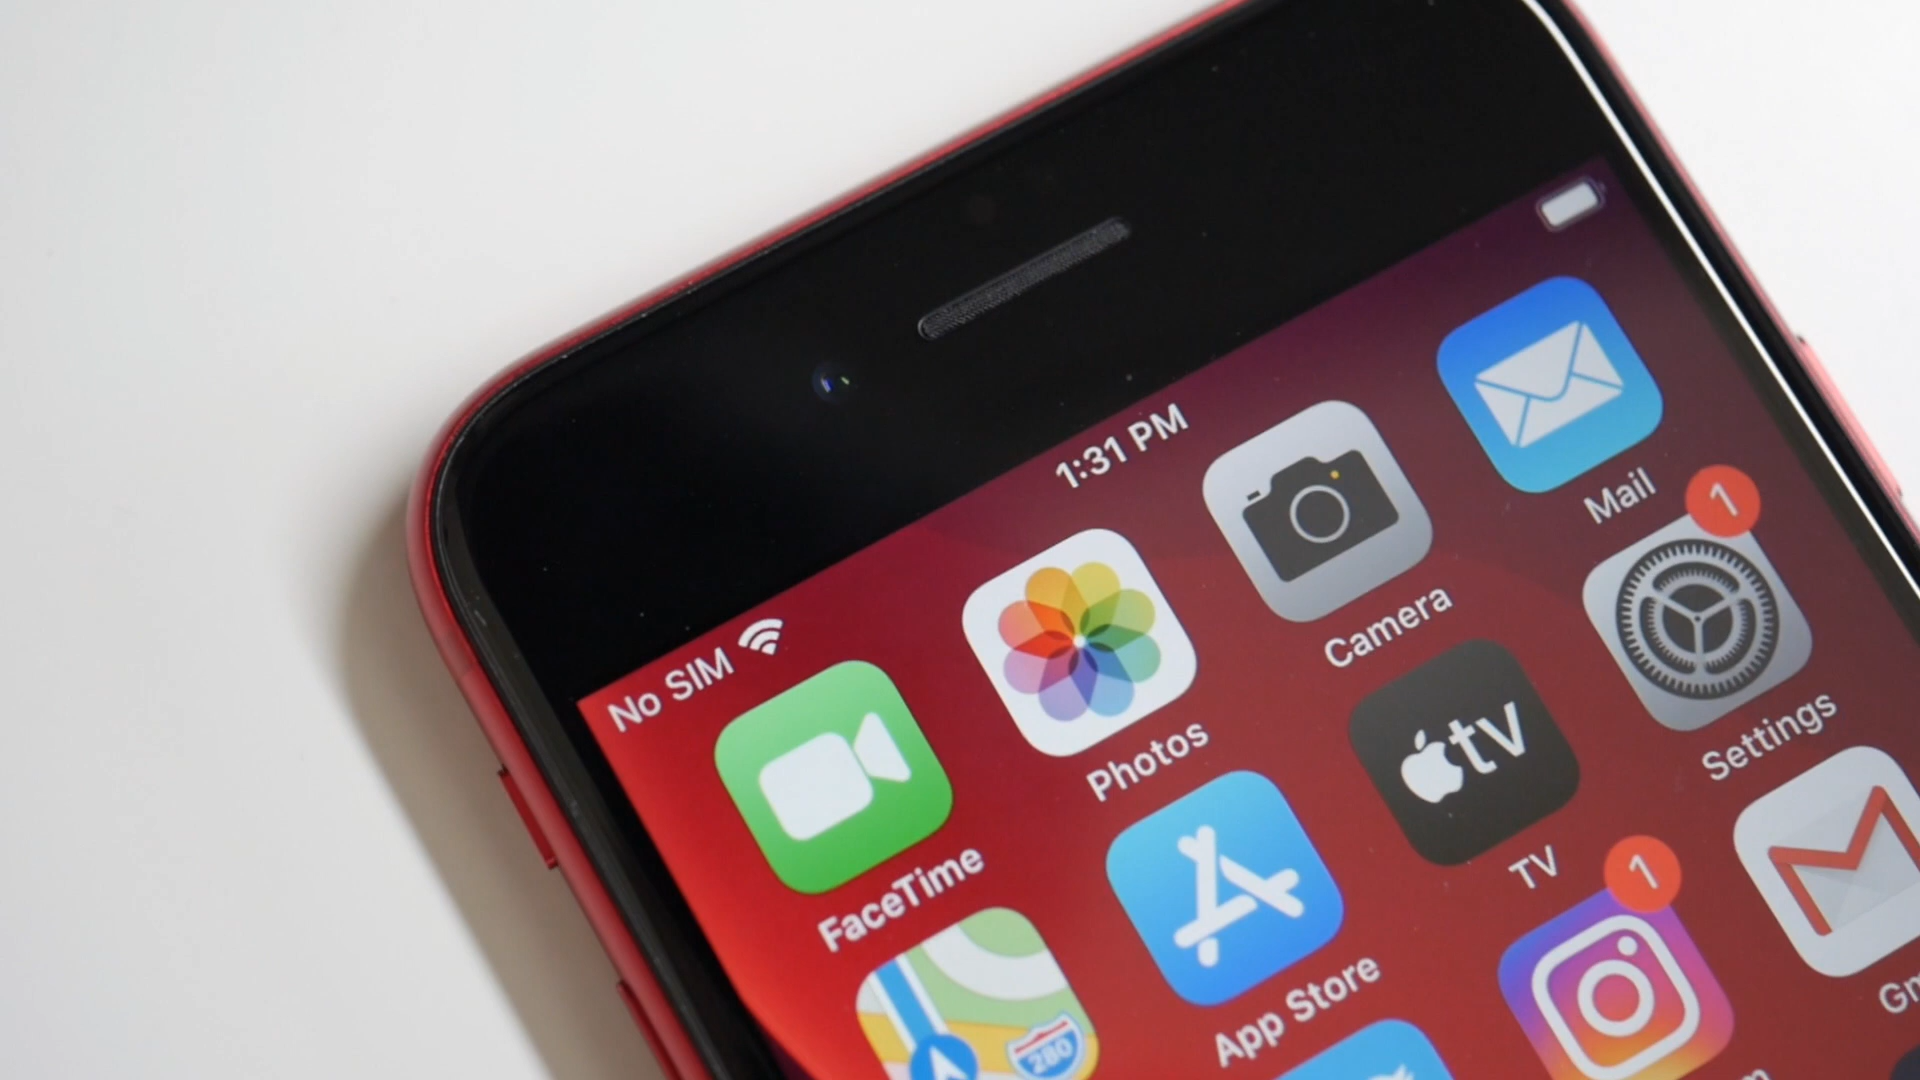 No SIM
1:31 PM
FaceTime
Photos
Camera
Mail
280
App Store
tv
TV
1
Settings
1